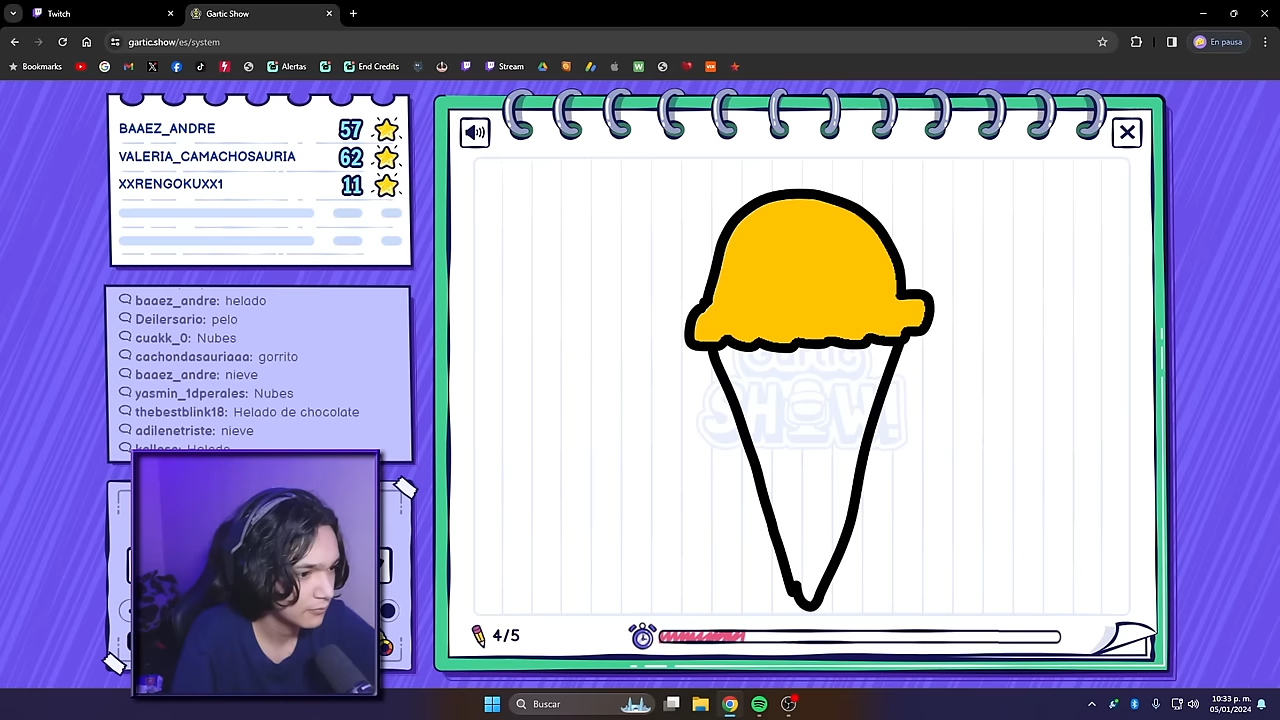 Twitch
Gartic Show
gartic.show/es/system
En pausa
Bookmarks
Alertas
End Credits
Stream
BAAEZ_ANDRE 57
VALERIA_CAMACHOSAURIA 62
XXRENGOKUXX1 11
baaez_andre: helado
Deilersario: pelo
cuakk_0: Nubes
cachondasauriaaa: gorrito
baaez_andre: nieve
yasmin_1dperales: Nubes
thebestblink18: Helado de chocolate
adilenetriste: nieve
Gartic
SHOW!
4/5
Buscar
10:33 p. m.
05/01/2024